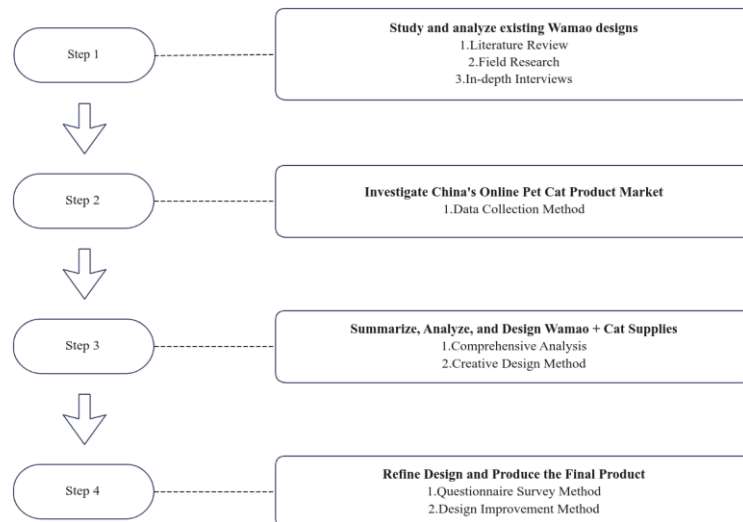 Step 1
Study and analyze existing Wamao designs
1.Literature Review
2.Field Research
3.In-depth Interviews
Step 2
Investigate China's Online Pet Cat Product Market
1.Data Collection Method
Step 3
Summarize, Analyze, and Design Wamao + Cat Supplies
1.Comprehensive Analysis
2.Creative Design Method
Step 4
Refine Design and Produce the Final Product
1.Questionnaire Survey Method
2.Design Improvement Method